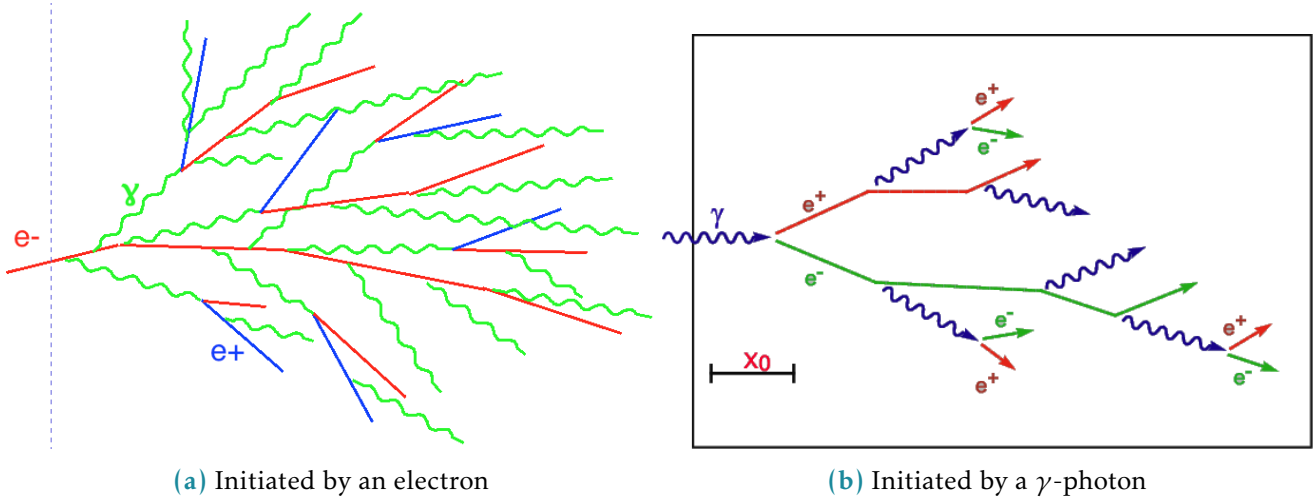 γ
e-
e+
e⁺
e⁻
γ
e⁺
e⁻
e⁻
e⁺
e⁺
e⁻
X₀
(a) Initiated by an electron
(b) Initiated by a γ-photon